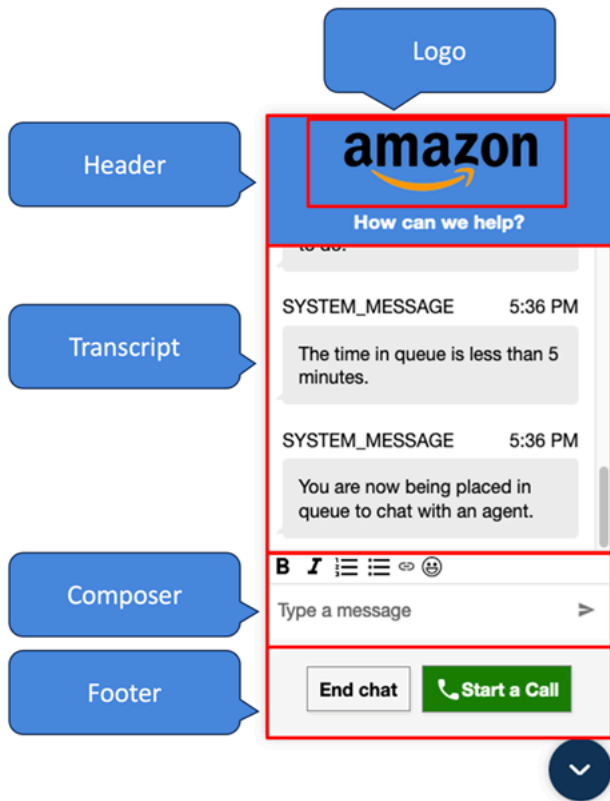 Logo
Header
amazon
How can we help?
to do.
Transcript
SYSTEM_MESSAGE 5:36 PM
The time in queue is less than 5
minutes.
SYSTEM_MESSAGE 5:36 PM
You are now being placed in
queue to chat with an agent.
Composer
B I
Type a message
Footer
End chat
Start a Call